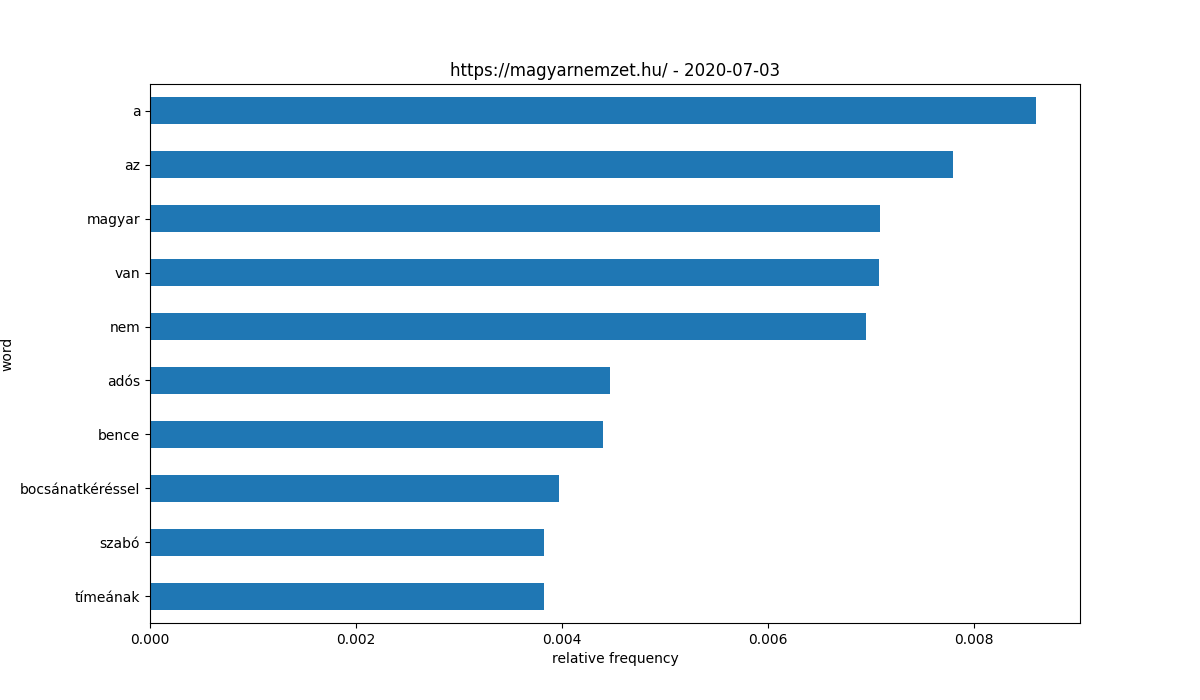 https://magyarnemzet.hu/ - 2020-07-03
a
az
magyar
van
nem
adós
bence
bocsánatkéréssel
szabó
tímeának
word
0.000 0.002 0.004 0.006 0.008
relative frequency